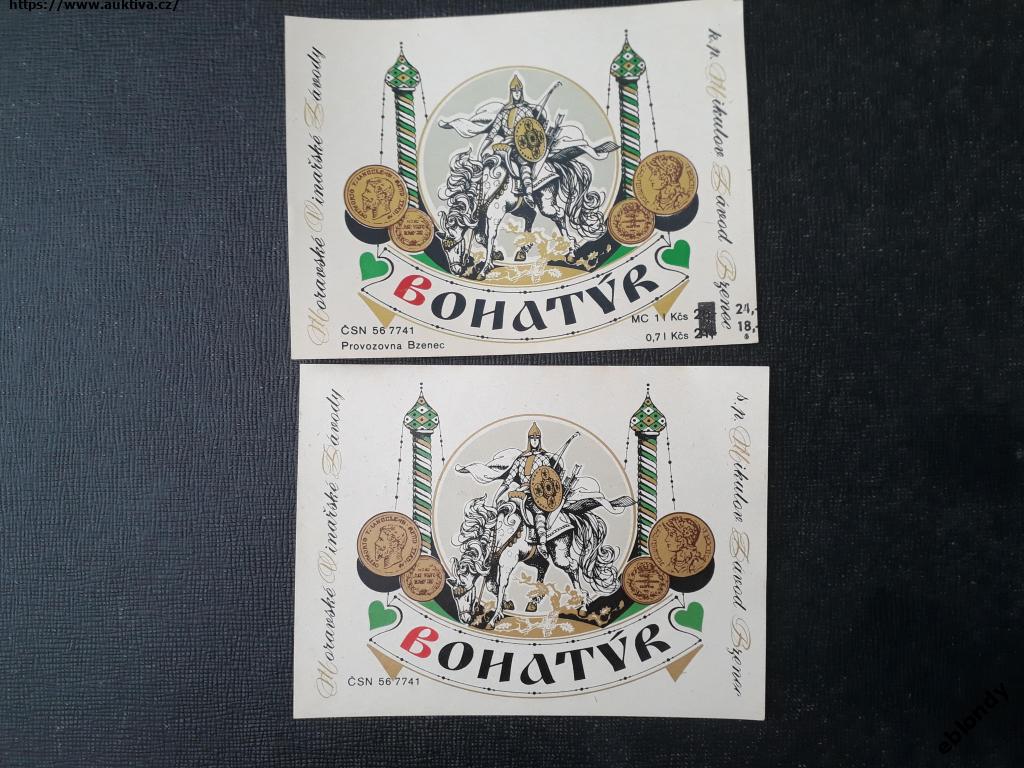 https://www.auktiva.cz/
Moravské Vinařské Závody
k.p. Mikulov Závod Bzenec
BOHATÝR
ČSN 56 7741
Provozovna Bzenec
MC 1 l Kčs 24,-
0,7 l Kčs 18,-
Moravské Vinařské Závody
s.p. Mikulov Závod Bzenec
BOHATÝR
ČSN 56 7741
eblondy